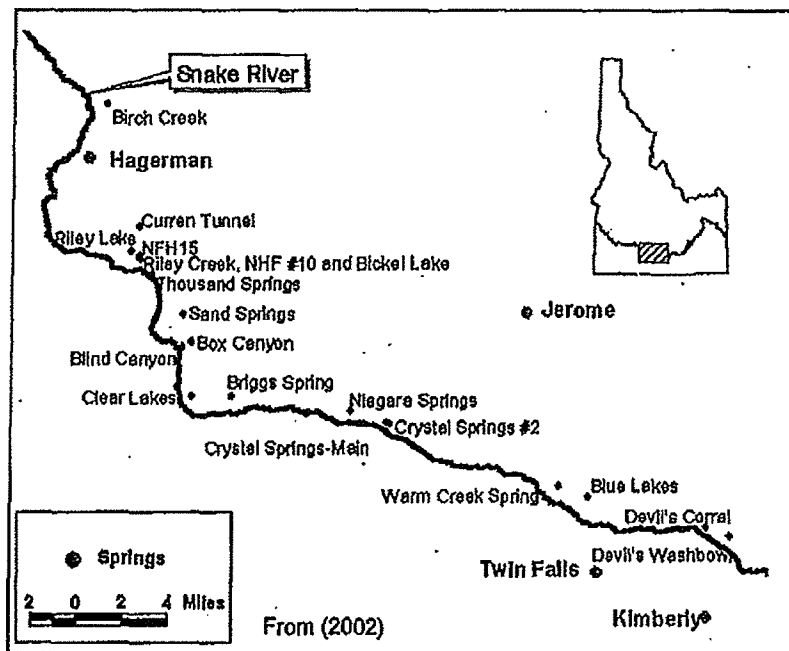 Snake River
Birch Creek
Hagerman
Curren Tunnel
Riley Lake
NFH15
Riley Creek, NHF #10 and Bickel Lake
Thousand Springs
Sand Springs
Jerome
Box Canyon
Blind Canyon
Clear Lakes
Briggs Spring
Niagara Springs
Crystal Springs #2
Crystal Springs-Main
Warm Creek Spring
Blue Lakes
Devil's Corral
Devil's Washbowl
Twin Falls
Kimberly
Springs
2 0 2 4 Miles
From (2002)